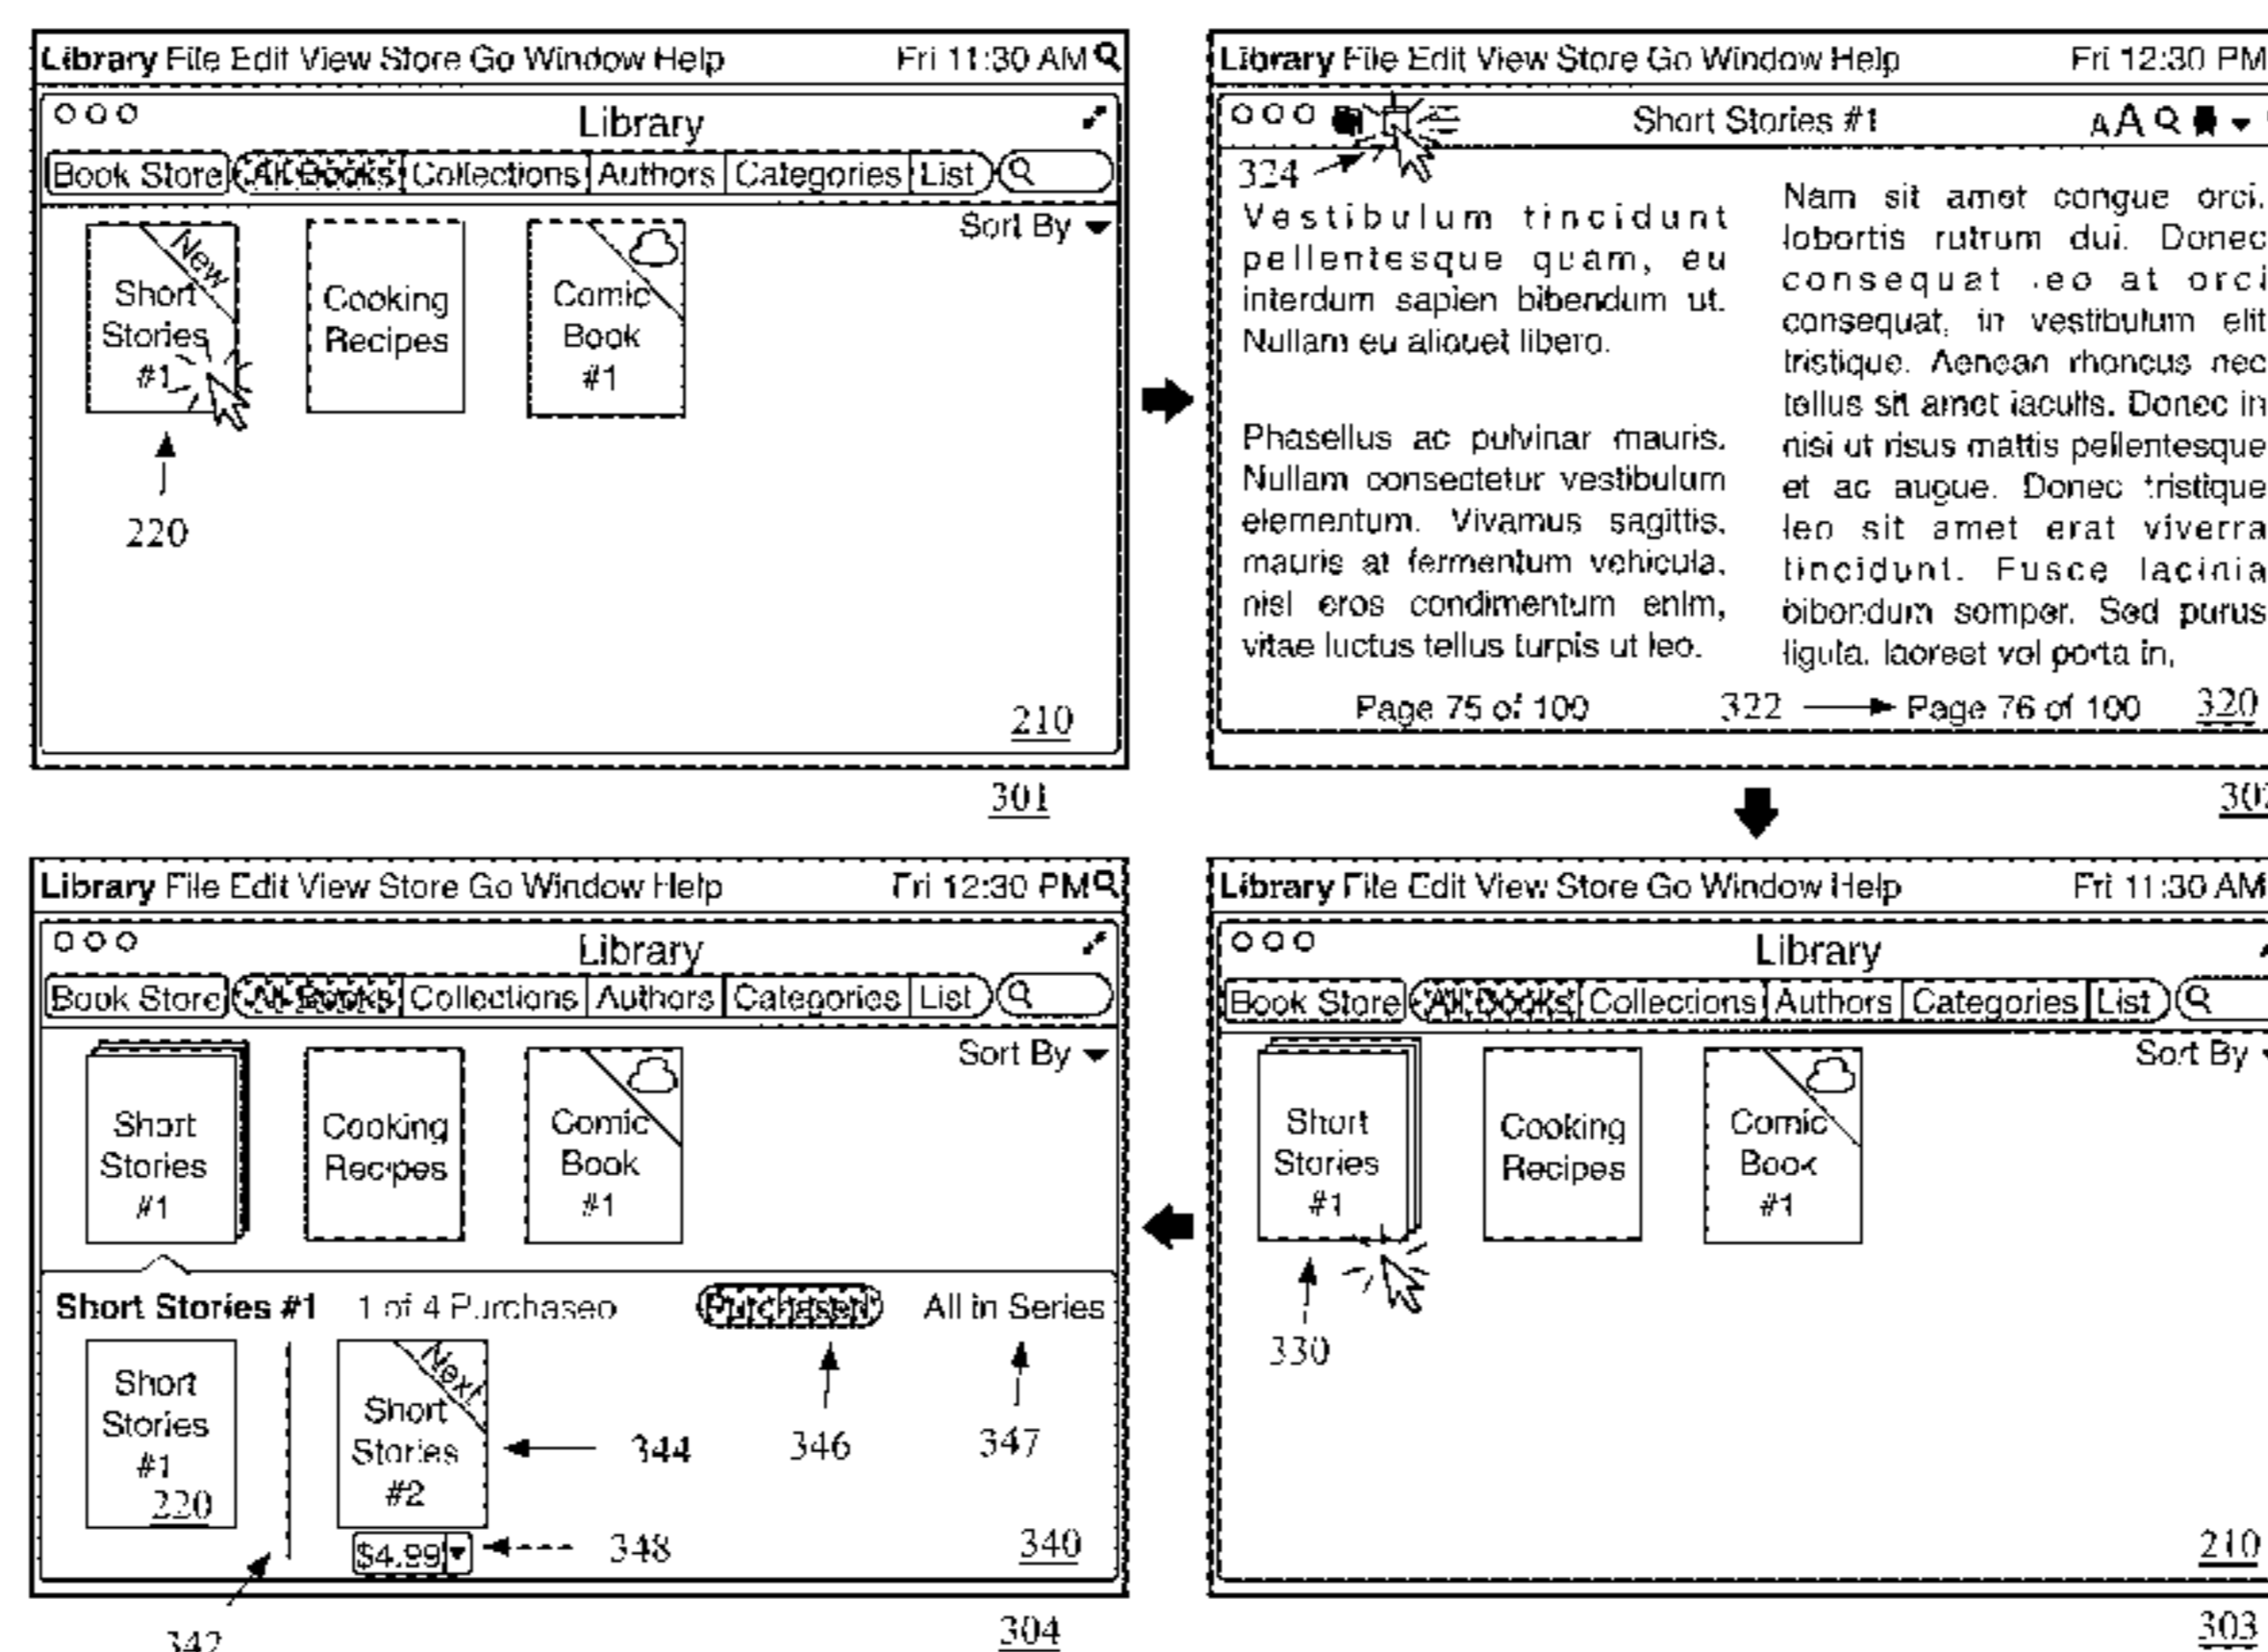 Library File Edit View Store Go Window Help Fri 11:30 AM
Library
Book Store All Books Collections Authors Categories List
Sort By
New
Short
Stories
#1
Cooking
Recipes
Comic
Book
#1
220
210
301
Library File Edit View Store Go Window Help Fri 12:30 PM
Short Stories #1 AA
324
Vestibulum tincidunt
pellentesque quam, eu
interdum sapien bibendum ut.
Nullam eu aliquet libero.
Phasellus ac pulvinar mauris.
Nullam consectetur vestibulum
elementum. Vivamus sagittis,
mauris at fermentum vehicula,
nisl eros condimentum enim,
vitae luctus tellus turpis ut leo.
Page 75 of 100
Nam sit amet congue orci,
lobortis rutrum dui. Donec
consequat leo at orci
consequat, in vestibulum elit
tristique. Aenean rhoncus nec
tellus sit amet iaculis. Donec in
nisi ut risus mattis pellentesque
et ac augue. Donec tristique
leo sit amet erat viverra
tincidunt. Fusce lacinia
bibendum semper. Sed purus
ligula, laoreet vel porta in,
322 Page 76 of 100 320
302
Library File Edit View Store Go Window Help Fri 11:30 AM
Library
Book Store All Books Collections Authors Categories List
Sort By
Short
Stories
#1
Cooking
Recipes
Comic
Book
#1
330
210
303
Library File Edit View Store Go Window Help Fri 12:30 PM
Library
Book Store All Books Collections Authors Categories List
Sort By
Short
Stories
#1
Cooking
Recipes
Comic
Book
#1
Short Stories #1 1 of 4 Purchased Purchased All in Series
Short
Stories
#1
220
Next
Short
Stories
#2
$4.99
344
346
347
348
340
342
304